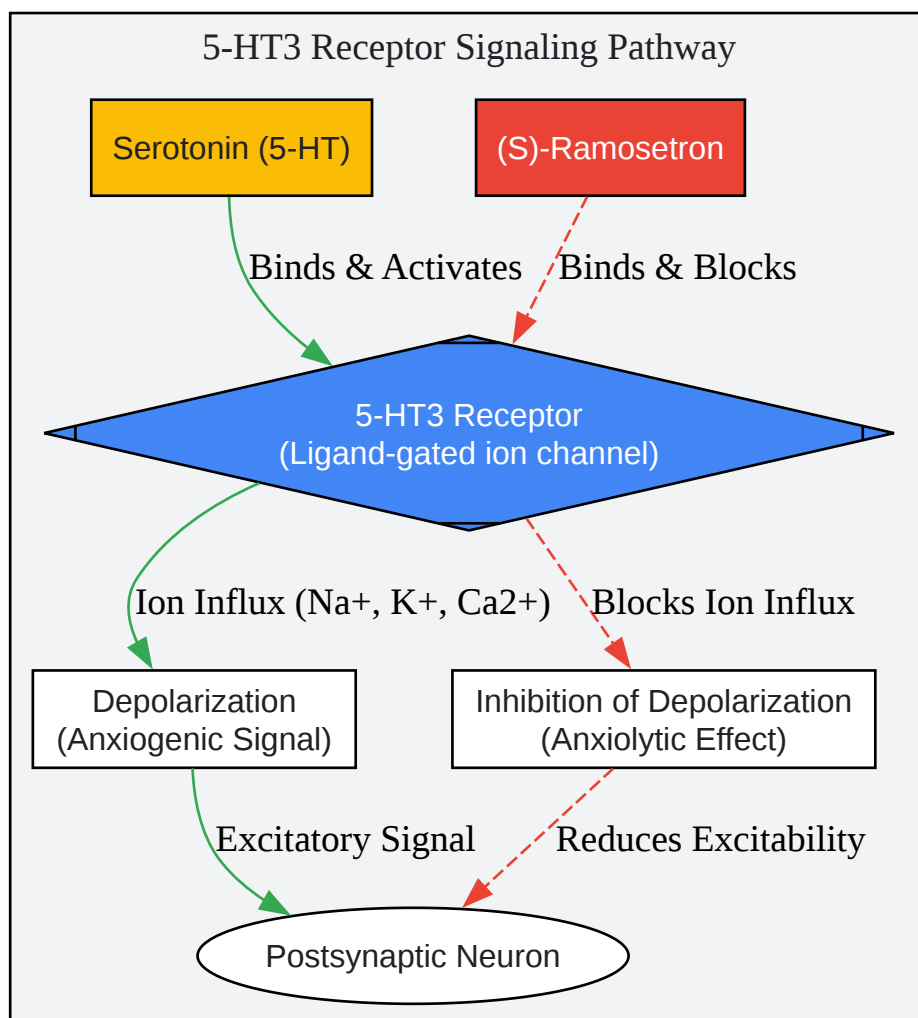 5-HT3 Receptor Signaling Pathway
Serotonin (5-HT)
(S)-Ramosetron
Binds & Activates
Binds & Blocks
5-HT3 Receptor
(Ligand-gated ion channel)
Ion Influx (Na+, K+, Ca2+)
Blocks Ion Influx
Depolarization
(Anxiogenic Signal)
Inhibition of Depolarization
(Anxiolytic Effect)
Excitatory Signal
Reduces Excitability
Postsynaptic Neuron